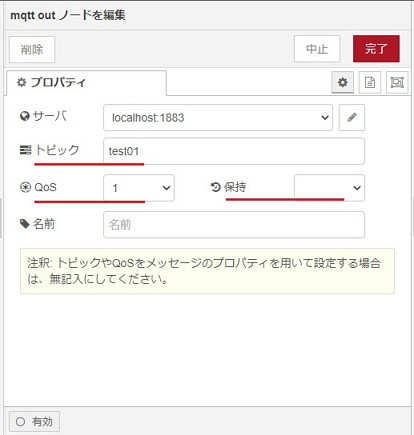 mqtt out ノードを編集
削除 中止 完了
プロパティ
サーバ localhost:1883
トピック test01
QoS 1 保持
名前 名前
注釈: トピックやQoSをメッセージのプロパティを用いて設定する場合
は、無記入にしてください。
有効